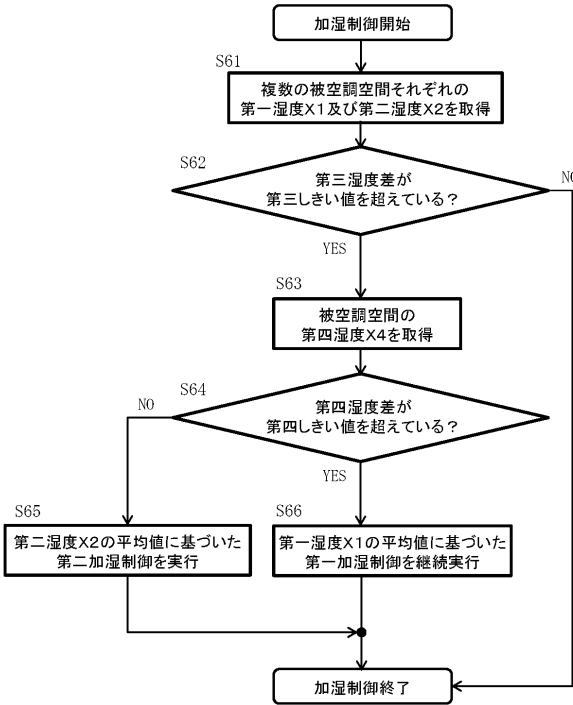 加湿制御開始
S61
複数の被空調空間それぞれの
第一湿度X1及び第二湿度X2を取得
S62
第三湿度差が
第三しきい値を超えている？
NO
YES
S63
被空調空間の
第四湿度X4を取得
S64
第四湿度差が
第四しきい値を超えている？
NO
YES
S65
第二湿度X2の平均値に基づいた
第二加湿制御を実行
S66
第一湿度X1の平均値に基づいた
第一加湿制御を継続実行
加湿制御終了